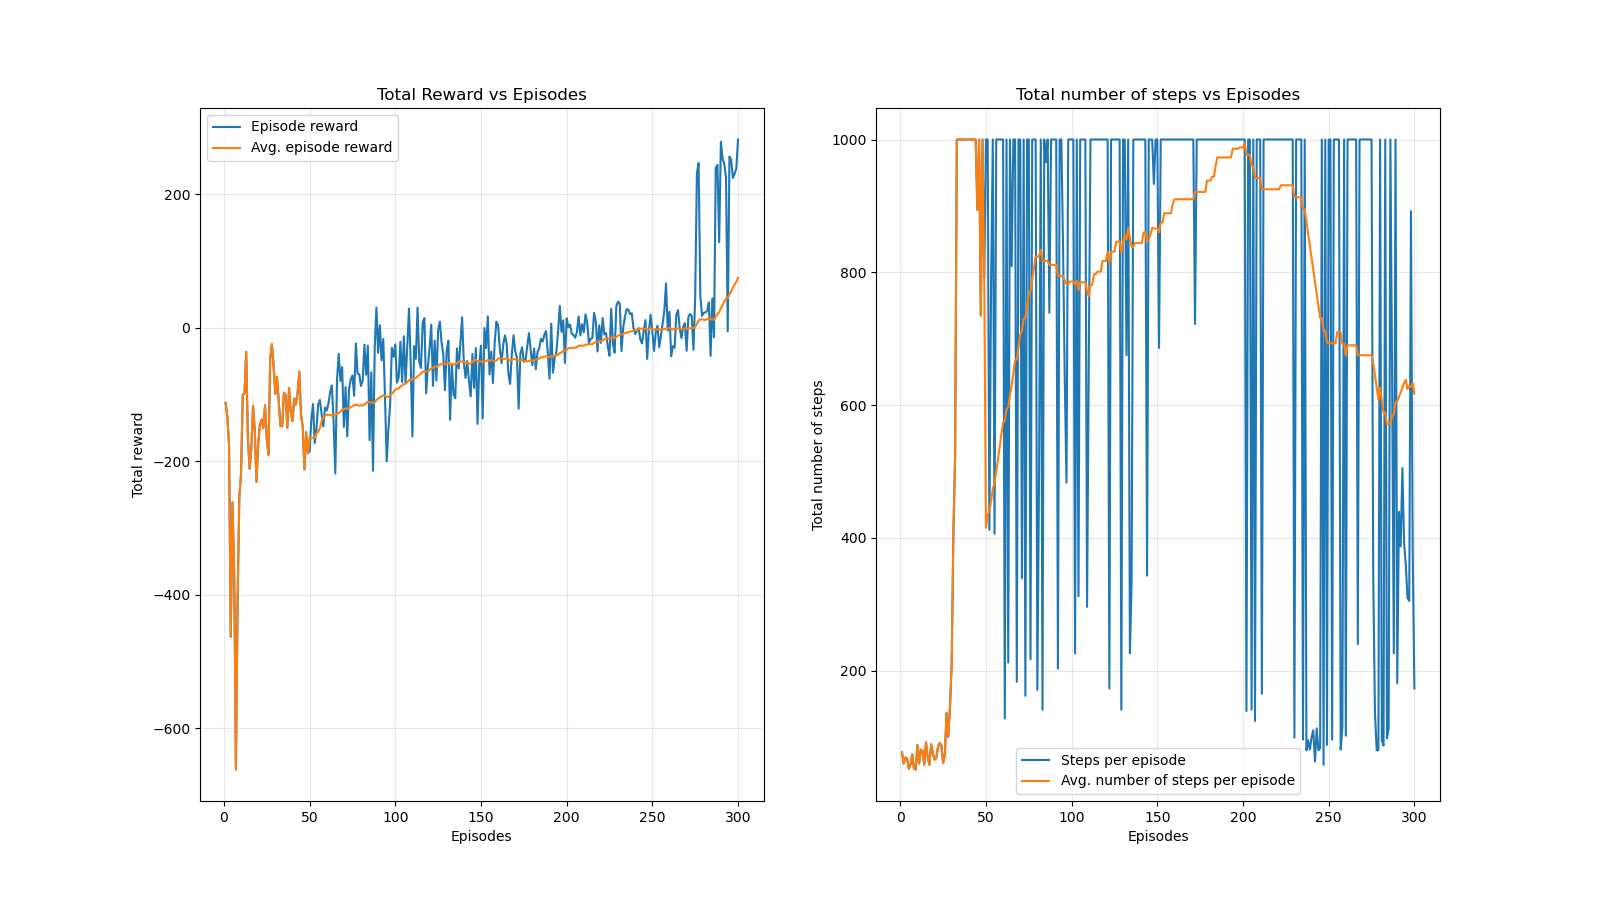 Total Reward vs Episodes
Episode reward
Avg. episode reward
200
0
−200
−400
−600
Total reward
0
50
100
150
200
250
300
Episodes
Total number of steps vs Episodes
1000
800
600
400
200
Total number of steps
Steps per episode
Avg. number of steps per episode
0
50
100
150
200
250
300
Episodes